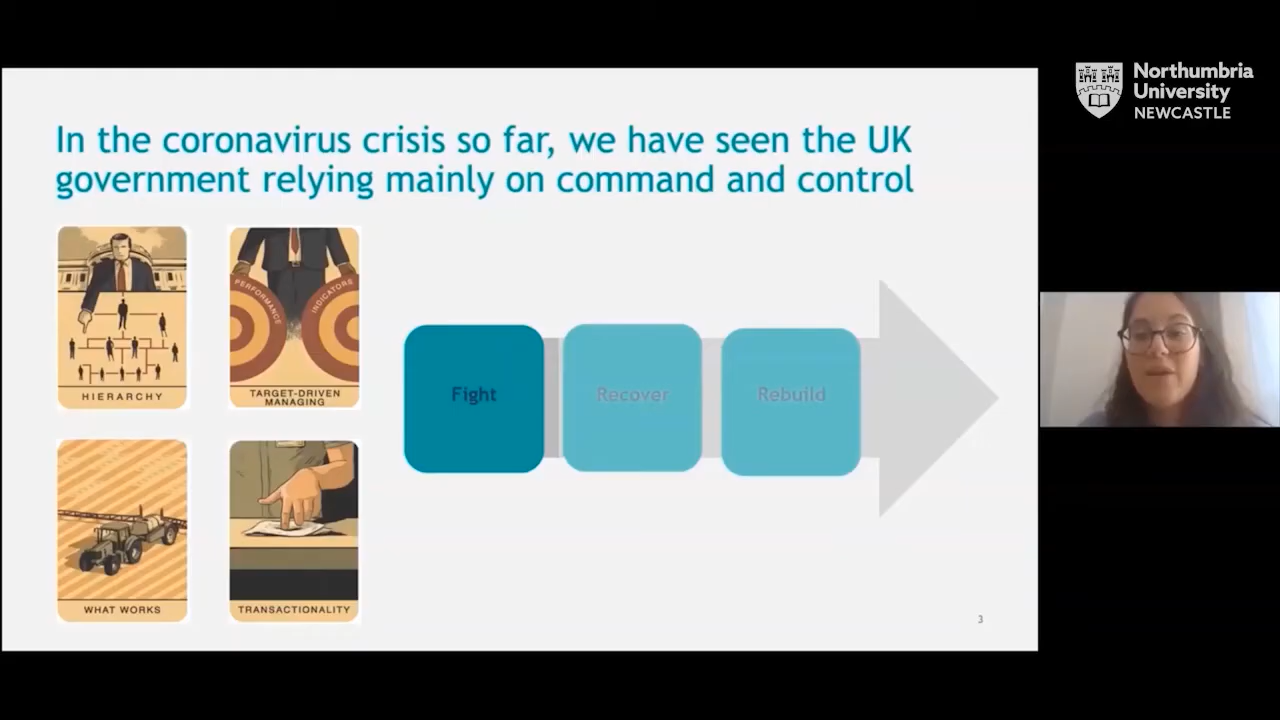 Northumbria
University
NEWCASTLE
In the coronavirus crisis so far, we have seen the UK
government relying mainly on command and control
PERFORMANCE
INDICATORS
HIERARCHY
TARGET-DRIVEN
MANAGING
Fight
Recover
Rebuild
WHAT WORKS
TRANSACTIONALITY
3